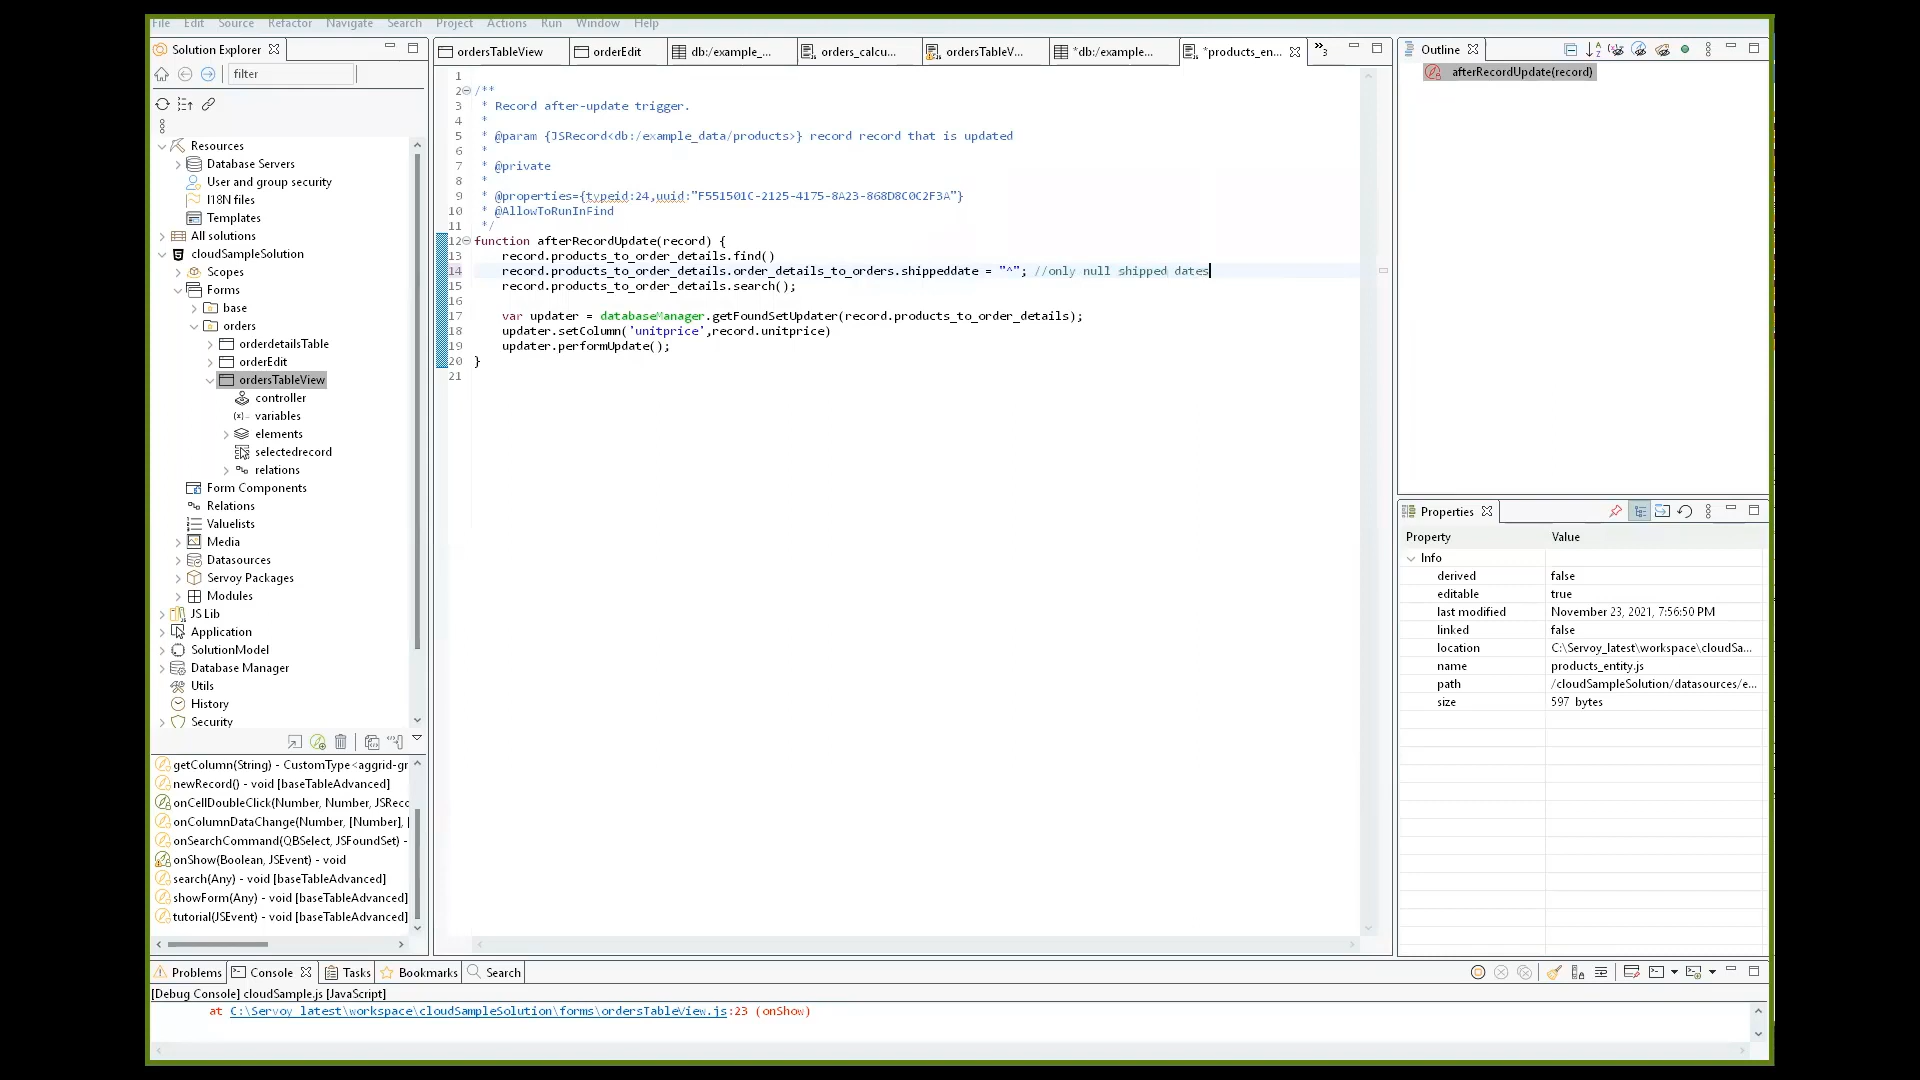 File Edit Source Refactor Navigate Search Project Actions Run Window Help
Solution Explorer
filter
Resources
Database Servers
User and group security
I18N files
Templates
All solutions
cloudSampleSolution
Scopes
Forms
base
orders
orderdetailsTable
orderEdit
ordersTableView
controller
variables
elements
selectedrecord
relations
Form Components
Relations
Valuelists
Media
Datasources
Servoy Packages
Modules
JS Lib
Application
SolutionModel
Database Manager
Utils
History
Security
getColumn(String) - CustomType<aggrid-gr
newRecord() - void [baseTableAdvanced]
onCellDoubleClick(Number, Number, JSReco
onColumnDataChange(Number, [Number], [
onSearchCommand(QBSelect, JSFoundSet) -
onShow(Boolean, JSEvent) - void
search(Any) - void [baseTableAdvanced]
showForm(Any) - void [baseTableAdvanced]
tutorial(JSEvent) - void [baseTableAdvanced]
ordersTableView orderEdit db:/example_... orders_calcu... ordersTableV... *db:/example... *products_en... »3
1
2 /**
3 * Record after-update trigger.
4 *
5 * @param {JSRecord<db:/example_data/products>} record record that is updated
6 *
7 * @private
8 *
9 * @properties={typeid:24,uuid:"F551501C-2125-4175-8A23-868D8C0C2F3A"}
10 * @AllowToRunInFind
11 */
12 function afterRecordUpdate(record) {
13 record.products_to_order_details.find()
14 record.products_to_order_details.order_details_to_orders.shippeddate = "^"; //only null shipped dates
15 record.products_to_order_details.search();
16
17 var updater = databaseManager.getFoundSetUpdater(record.products_to_order_details);
18 updater.setColumn('unitprice',record.unitprice)
19 updater.performUpdate();
20 }
21
Outline
afterRecordUpdate(record)
Properties
Property Value
Info
derived false
editable true
last modified November 23, 2021, 7:56:50 PM
linked false
location C:\Servoy_latest\workspace\cloudSa...
name products_entity.js
path /cloudSampleSolution/datasources/e...
size 597 bytes
Problems Console Tasks Bookmarks Search
[Debug Console] cloudSample.js [JavaScript]
at C:\Servoy_latest\workspace\cloudSampleSolution\forms\ordersTableView.js:23 (onShow)